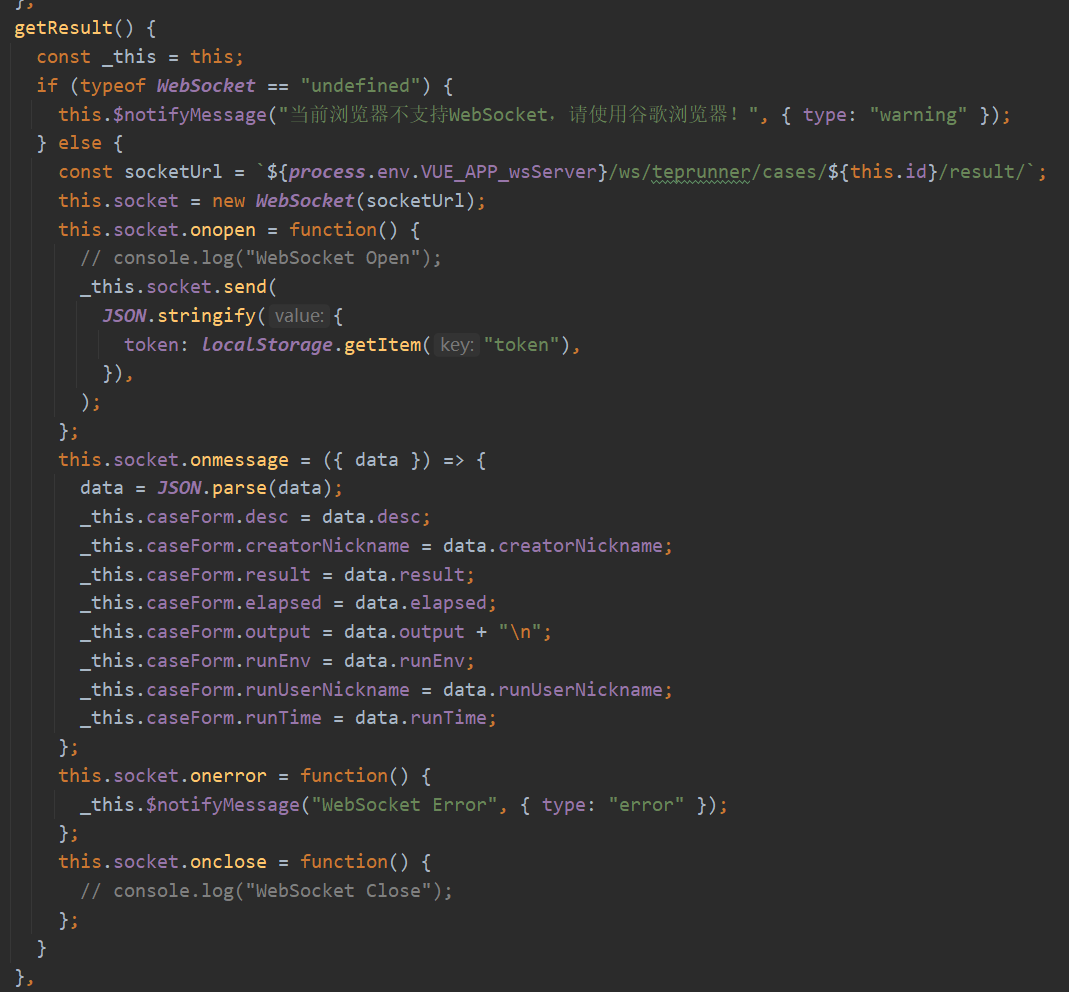 },
getResult() {
const _this = this;
if (typeof WebSocket == "undefined") {
this.$notifyMessage("当前浏览器不支持WebSocket，请使用谷歌浏览器！", { type: "warning" });
} else {
const socketUrl = `${process.env.VUE_APP_wsServer}/ws/teprunner/cases/${this.id}/result/`;
this.socket = new WebSocket(socketUrl);
this.socket.onopen = function() {
// console.log("WebSocket Open");
_this.socket.send(
JSON.stringify( value: {
token: localStorage.getItem( key: "token"),
}),
);
};
this.socket.onmessage = ({ data }) => {
data = JSON.parse(data);
_this.caseForm.desc = data.desc;
_this.caseForm.creatorNickname = data.creatorNickname;
_this.caseForm.result = data.result;
_this.caseForm.elapsed = data.elapsed;
_this.caseForm.output = data.output + "\n";
_this.caseForm.runEnv = data.runEnv;
_this.caseForm.runUserNickname = data.runUserNickname;
_this.caseForm.runTime = data.runTime;
};
this.socket.onerror = function() {
_this.$notifyMessage("WebSocket Error", { type: "error" });
};
this.socket.onclose = function() {
// console.log("WebSocket Close");
};
}
},